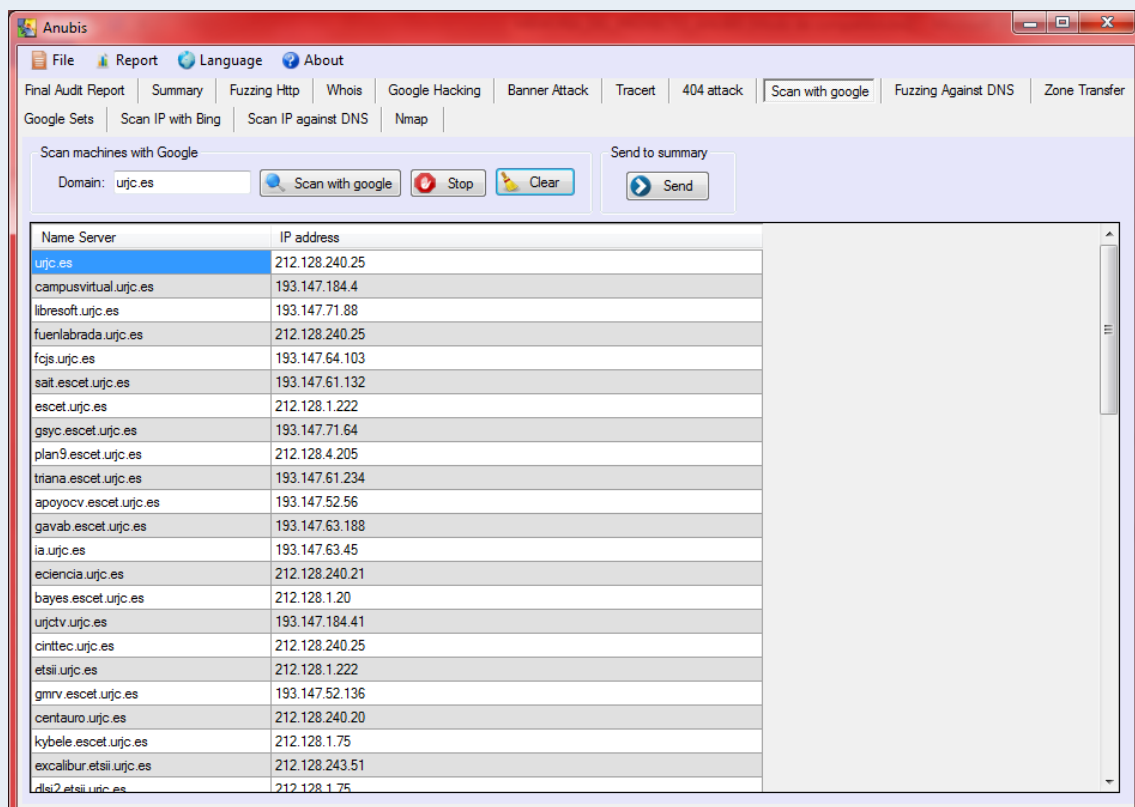 Anubis
File Report Language About
Final Audit Report Summary Fuzzing Http Whois Google Hacking Banner Attack Tracert 404 attack Scan with google Fuzzing Against DNS Zone Transfer
Google Sets Scan IP with Bing Scan IP against DNS Nmap
Scan machines with Google Send to summary
Domain: urjc.es Scan with google Stop Clear Send
Name Server IP address
urjc.es 212.128.240.25
campusvirtual.urjc.es 193.147.184.4
libresoft.urjc.es 193.147.71.88
fuenlabrada.urjc.es 212.128.240.25
fcjs.urjc.es 193.147.64.103
sait.escet.urjc.es 193.147.61.132
escet.urjc.es 212.128.1.222
gsyc.escet.urjc.es 193.147.71.64
plan9.escet.urjc.es 212.128.4.205
triana.escet.urjc.es 193.147.61.234
apoyocv.escet.urjc.es 193.147.52.56
gavab.escet.urjc.es 193.147.63.188
ia.urjc.es 193.147.63.45
eciencia.urjc.es 212.128.240.21
bayes.escet.urjc.es 212.128.1.20
urjctv.urjc.es 193.147.184.41
cinttec.urjc.es 212.128.240.25
etsii.urjc.es 212.128.1.222
gmrv.escet.urjc.es 193.147.52.136
centauro.urjc.es 212.128.240.20
kybele.escet.urjc.es 212.128.1.75
excalibur.etsii.urjc.es 212.128.243.51
dlsi2.etsii.urjc.es 212.128.1.75